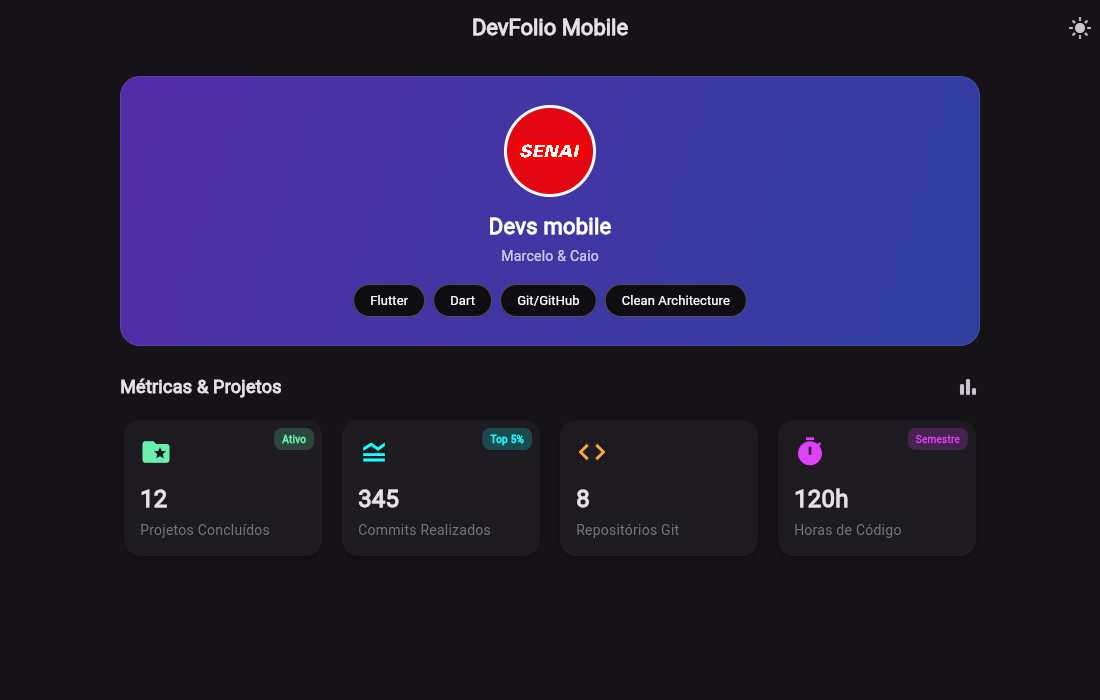 DevFolio Mobile
SENAI
Devs mobile
Marcelo & Caio
Flutter Dart Git/GitHub Clean Architecture
Métricas & Projetos
Ativo Top 5% Semestre
12 345 8 120h
Projetos Concluídos Commits Realizados Repositórios Git Horas de Código